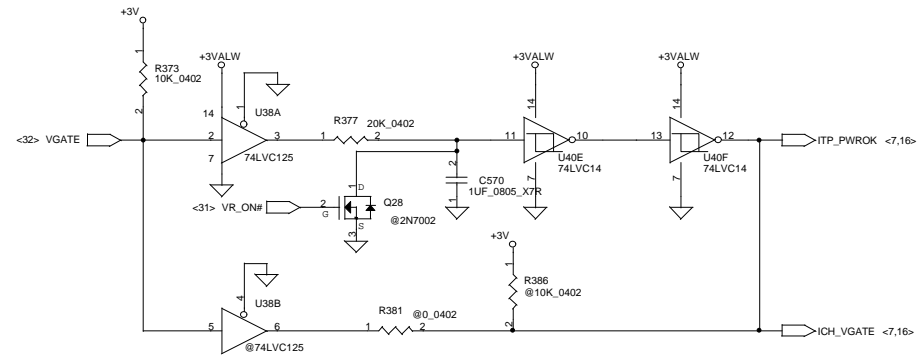 +3V
1
R373
10K_0402
2
+3VALW
1
14
U38A
<32> VGATE
2
3
7
74LVC125
R377
20K_0402
1
2
+3VALW
14
11
10
U40E
74LVC14
7
+3VALW
14
13
12
U40F
74LVC14
7
ITP_PWROK <7,16>
2
C570
1UF_0805_X7R
1
1
D
Q28
<31> VR_ON#
2
G
S
@2N7002
3
+3V
1
R386
@10K_0402
2
4
U38B
5
6
@74LVC125
R381
@0_0402
1
2
ICH_VGATE <7,16>